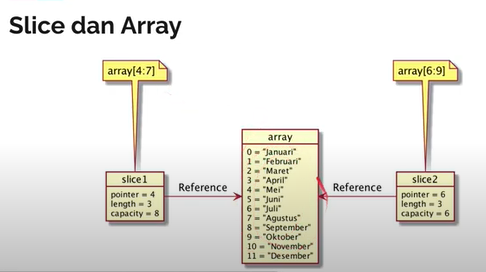 Slice dan Array
array[4:7]
array[6:9]
array
0 = "Januari"
1 = "Februari"
2 = "Maret"
3 = "April"
4 = "Mei"
5 = "Juni"
6 = "Juli"
7 = "Agustus"
8 = "September"
9 = "Oktober"
10 = "November"
11 = "Desember"
slice1
pointer = 4
length = 3
capacity = 8
Reference
Reference
slice2
pointer = 6
length = 3
capacity = 6